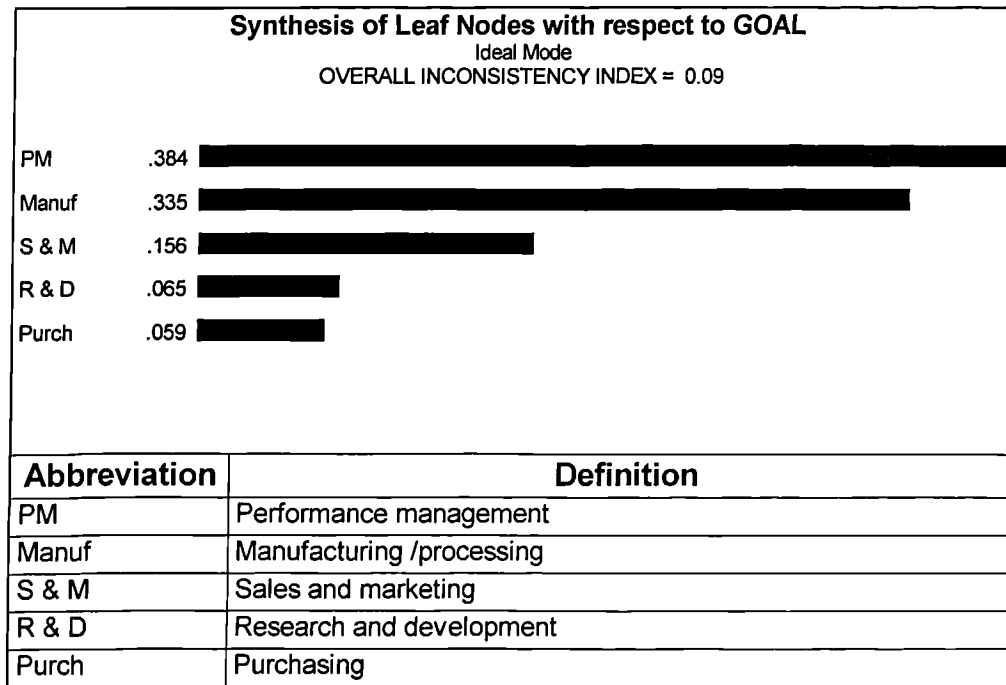 Synthesis of Leaf Nodes with respect to GOAL
Ideal Mode
OVERALL INCONSISTENCY INDEX = 0.09
PM .384
Manuf .335
S & M .156
R & D .065
Purch .059
Abbreviation Definition
PM Performance management
Manuf Manufacturing /processing
S & M Sales and marketing
R & D Research and development
Purch Purchasing